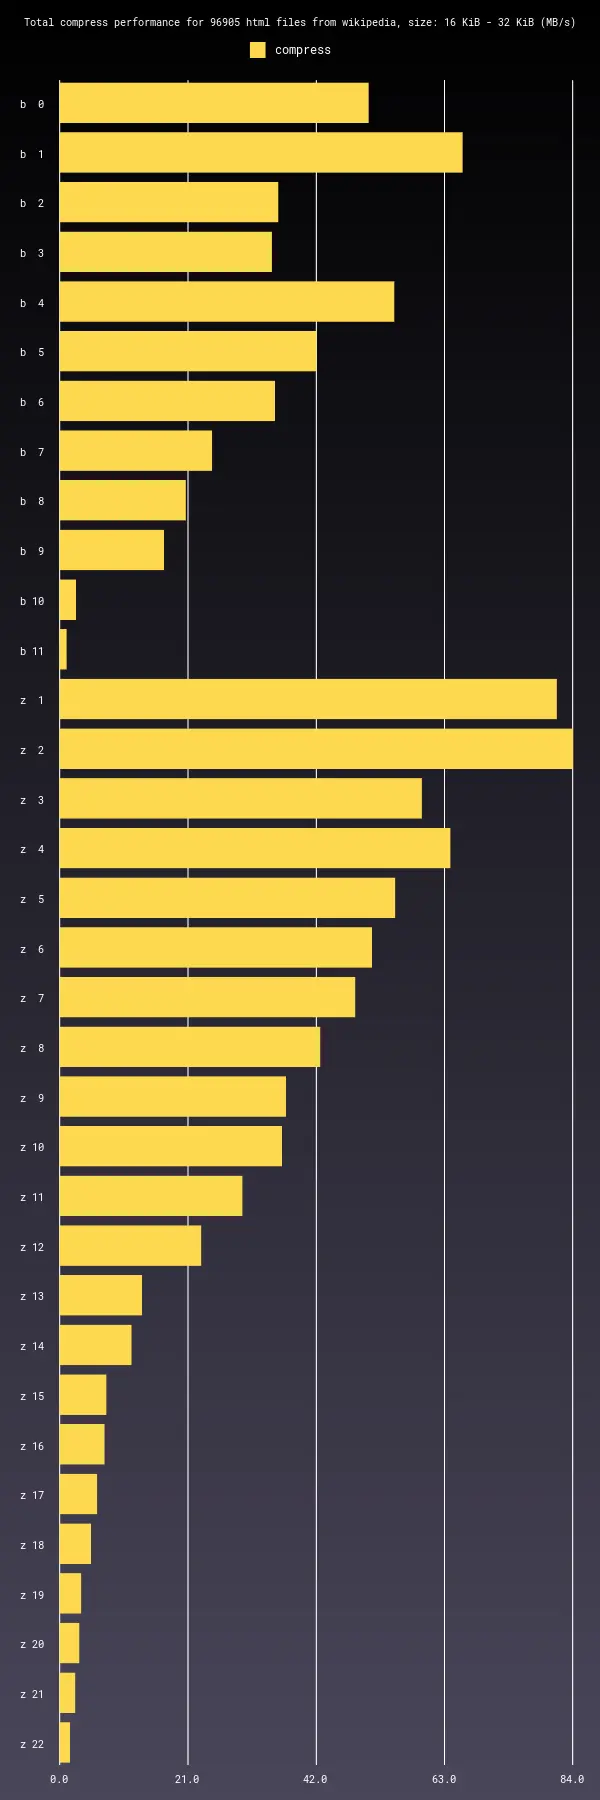 Total compress performance for 96905 html files from wikipedia, size: 16 KiB - 32 KiB (MB/s)
compress
b 0
b 1
b 2
b 3
b 4
b 5
b 6
b 7
b 8
b 9
b 10
b 11
z 1
z 2
z 3
z 4
z 5
z 6
z 7
z 8
z 9
z 10
z 11
z 12
z 13
z 14
z 15
z 16
z 17
z 18
z 19
z 20
z 21
z 22
0.0 21.0 42.0 63.0 84.0